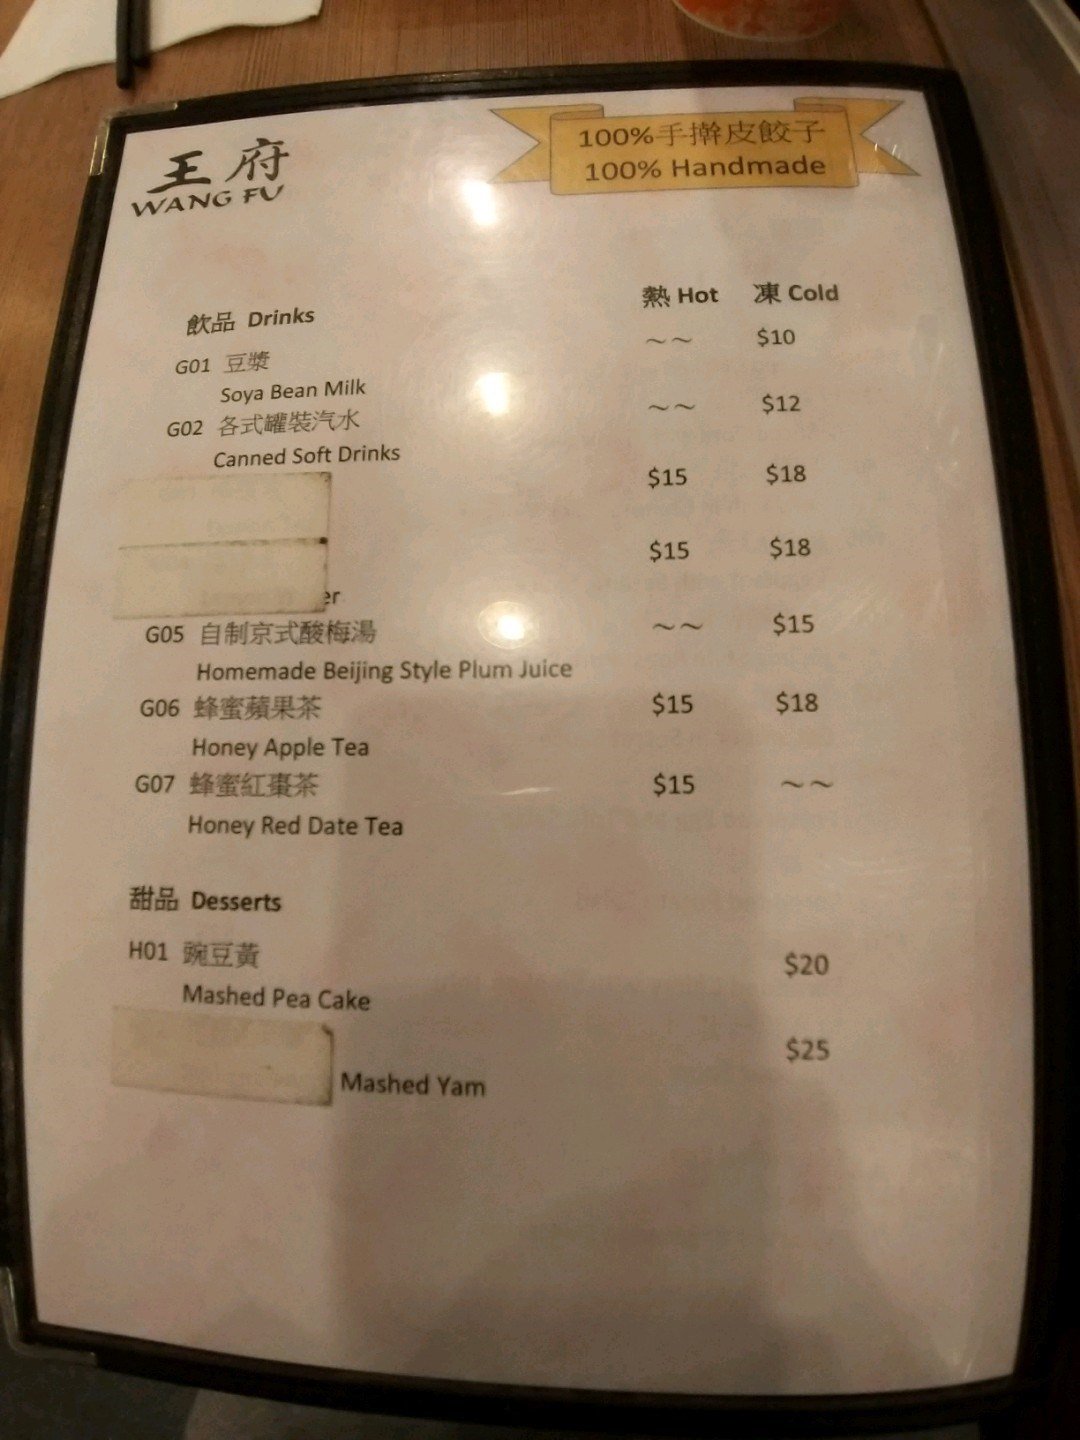 王府
WANG FU
100%手擀皮餃子
100% Handmade
飲品 Drinks 熱 Hot 凍 Cold
G01 豆漿 ~~ $10
Soya Bean Milk
G02 各式罐裝汽水 ~~ $12
Canned Soft Drinks
$15 $18
$15 $18
er
G05 自制京式酸梅湯 ~~ $15
Homemade Beijing Style Plum Juice
G06 蜂蜜蘋果茶 $15 $18
Honey Apple Tea
G07 蜂蜜紅棗茶 $15 ~~
Honey Red Date Tea
甜品 Desserts
H01 豌豆黃 $20
Mashed Pea Cake
$25
Mashed Yam